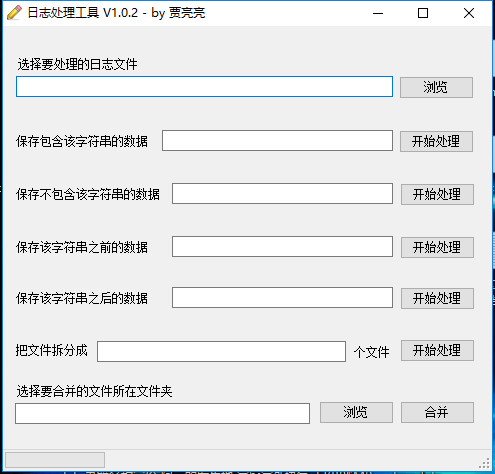 日志处理工具 V1.0.2 - by 贾亮亮
选择要处理的日志文件
浏览
保存包含该字符串的数据 开始处理
保存不包含该字符串的数据 开始处理
保存该字符串之前的数据 开始处理
保存该字符串之后的数据 开始处理
把文件拆分成 个文件 开始处理
选择要合并的文件所在文件夹
浏览 合并